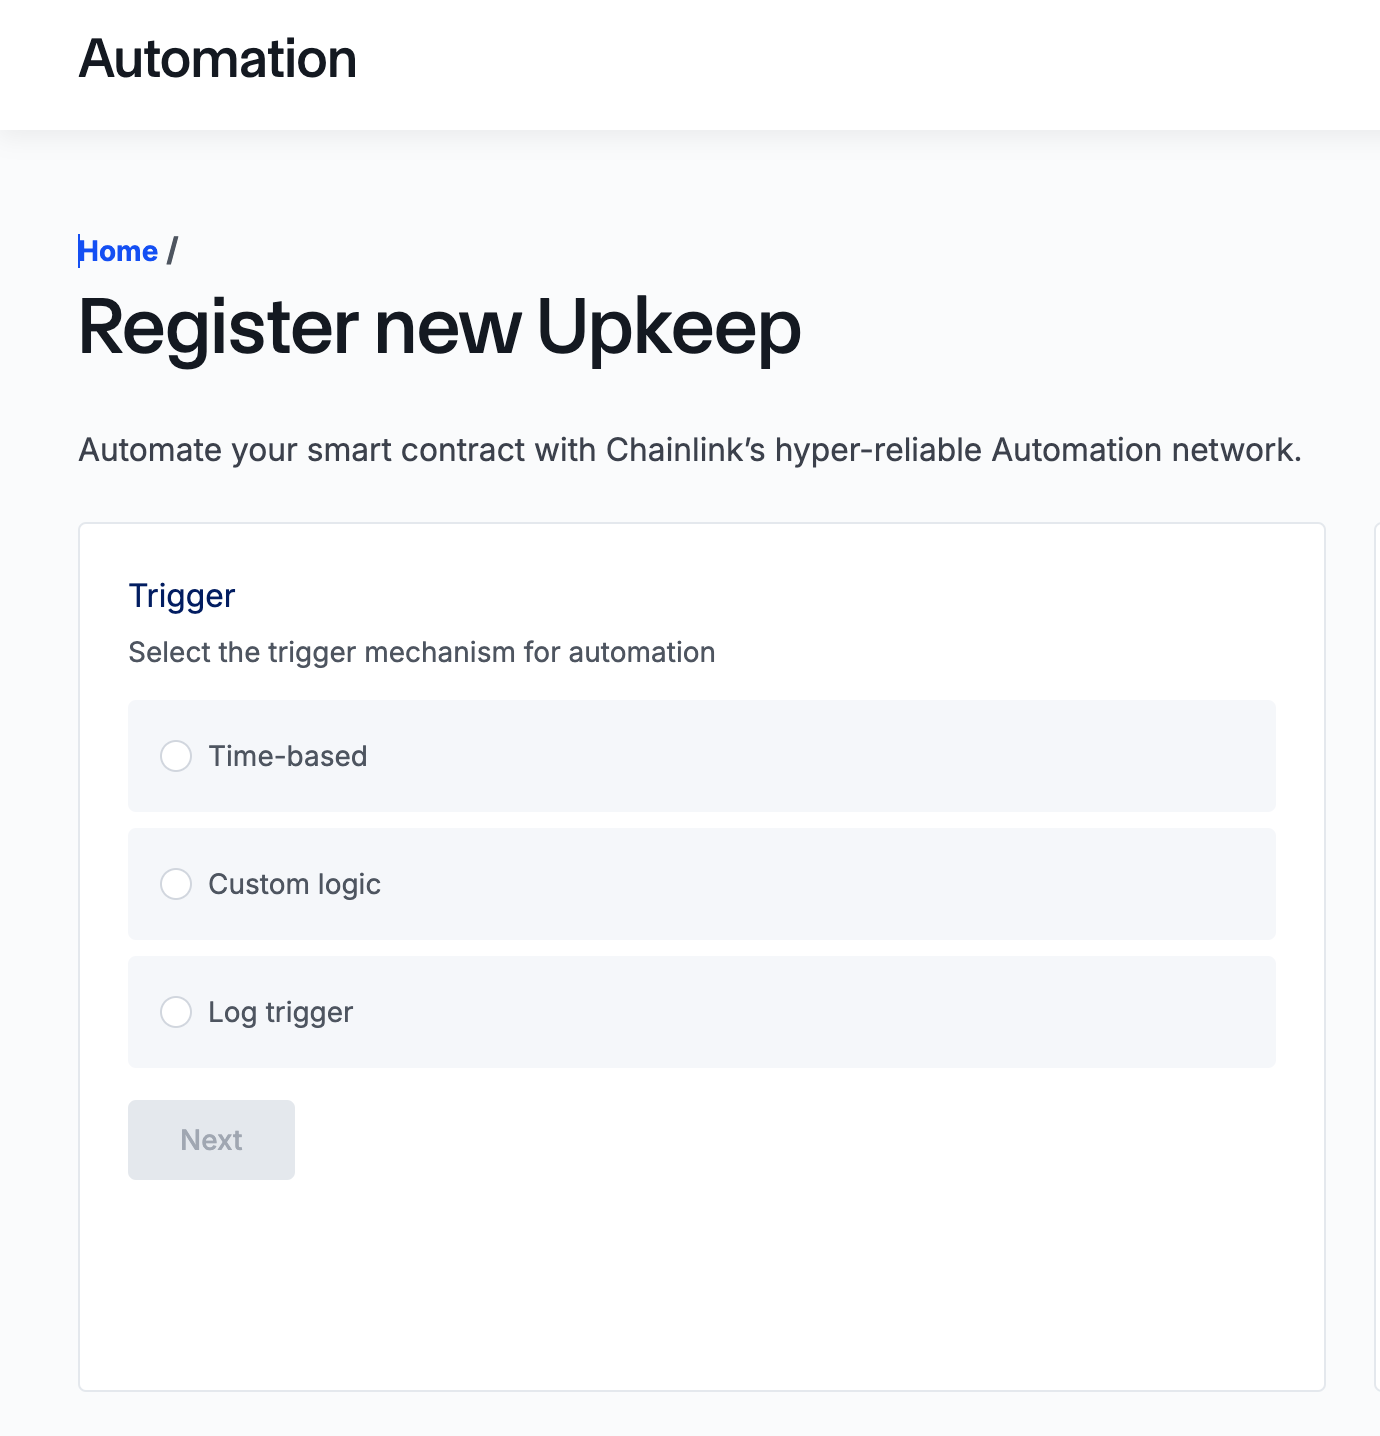 Automation
Home /
Register new Upkeep
Automate your smart contract with Chainlink’s hyper-reliable Automation network.
Trigger
Select the trigger mechanism for automation
Time-based
Custom logic
Log trigger
Next